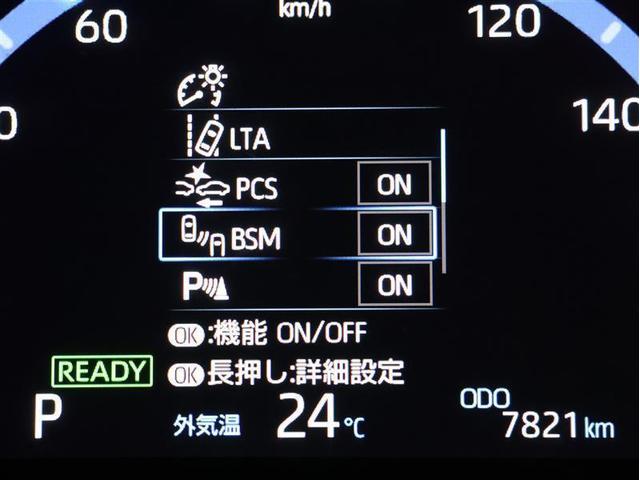 km/h
60
120
0
140
LTA
PCS ON
BSM ON
P ON
OK:機能 ON/OFF
READY
OK長押し:詳細設定
P
外気温 24℃
ODO
7821km